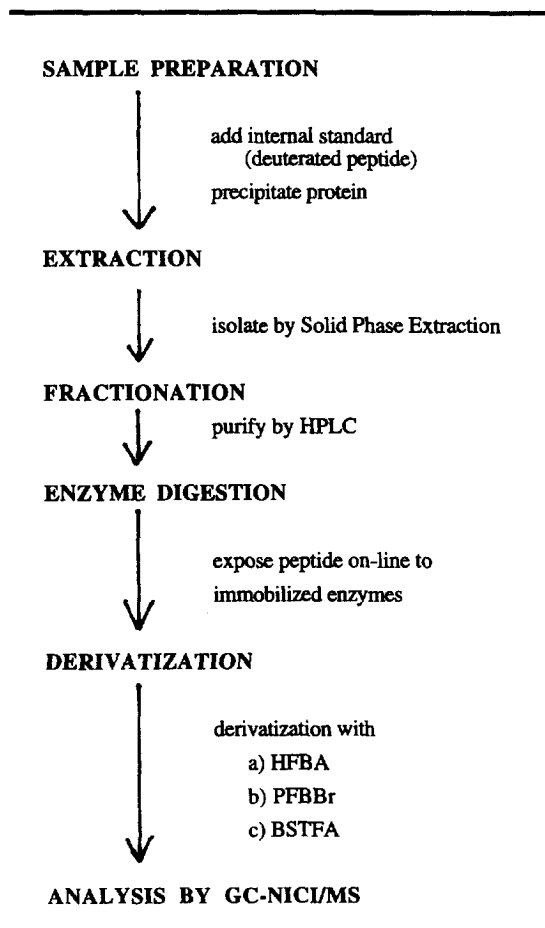 SAMPLE PREPARATION
add internal standard
(deuterated peptide)
precipitate protein
EXTRACTION
isolate by Solid Phase Extraction
FRACTIONATION
purify by HPLC
ENZYME DIGESTION
expose peptide on-line to
immobilized enzymes
DERIVATIZATION
derivatization with
a) HFBA
b) PFBBr
c) BSTFA
ANALYSIS BY GC-NICI/MS